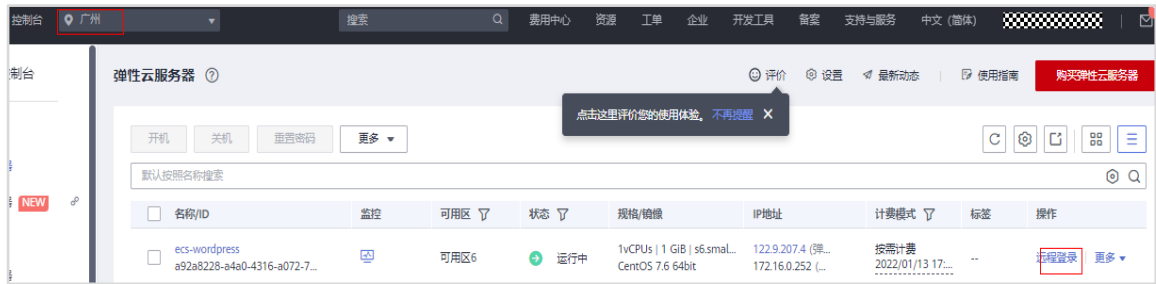 控制台 广州 搜索 费用中心 资源 工单 企业 开发工具 备案 支持与服务 中文 (简体)
制台 弹性云服务器 评价 设置 最新动态 使用指南 购买弹性云服务器
点击这里评价您的使用体验。 不再提醒 X
开机 关机 重置密码 更多
默认按照名称搜索
NEW
名称/ID 监控 可用区 状态 规格/镜像 IP地址 计费模式 标签 操作
ecs-wordpress 可用区6 运行中 1vCPUs | 1 GiB | s6.smal... 122.9.207.4 (弹... 按需计费 -- 远程登录 更多
a92a8228-a4a0-4316-a072-7... CentOS 7.6 64bit 172.16.0.252 (... 2022/01/13 17:...